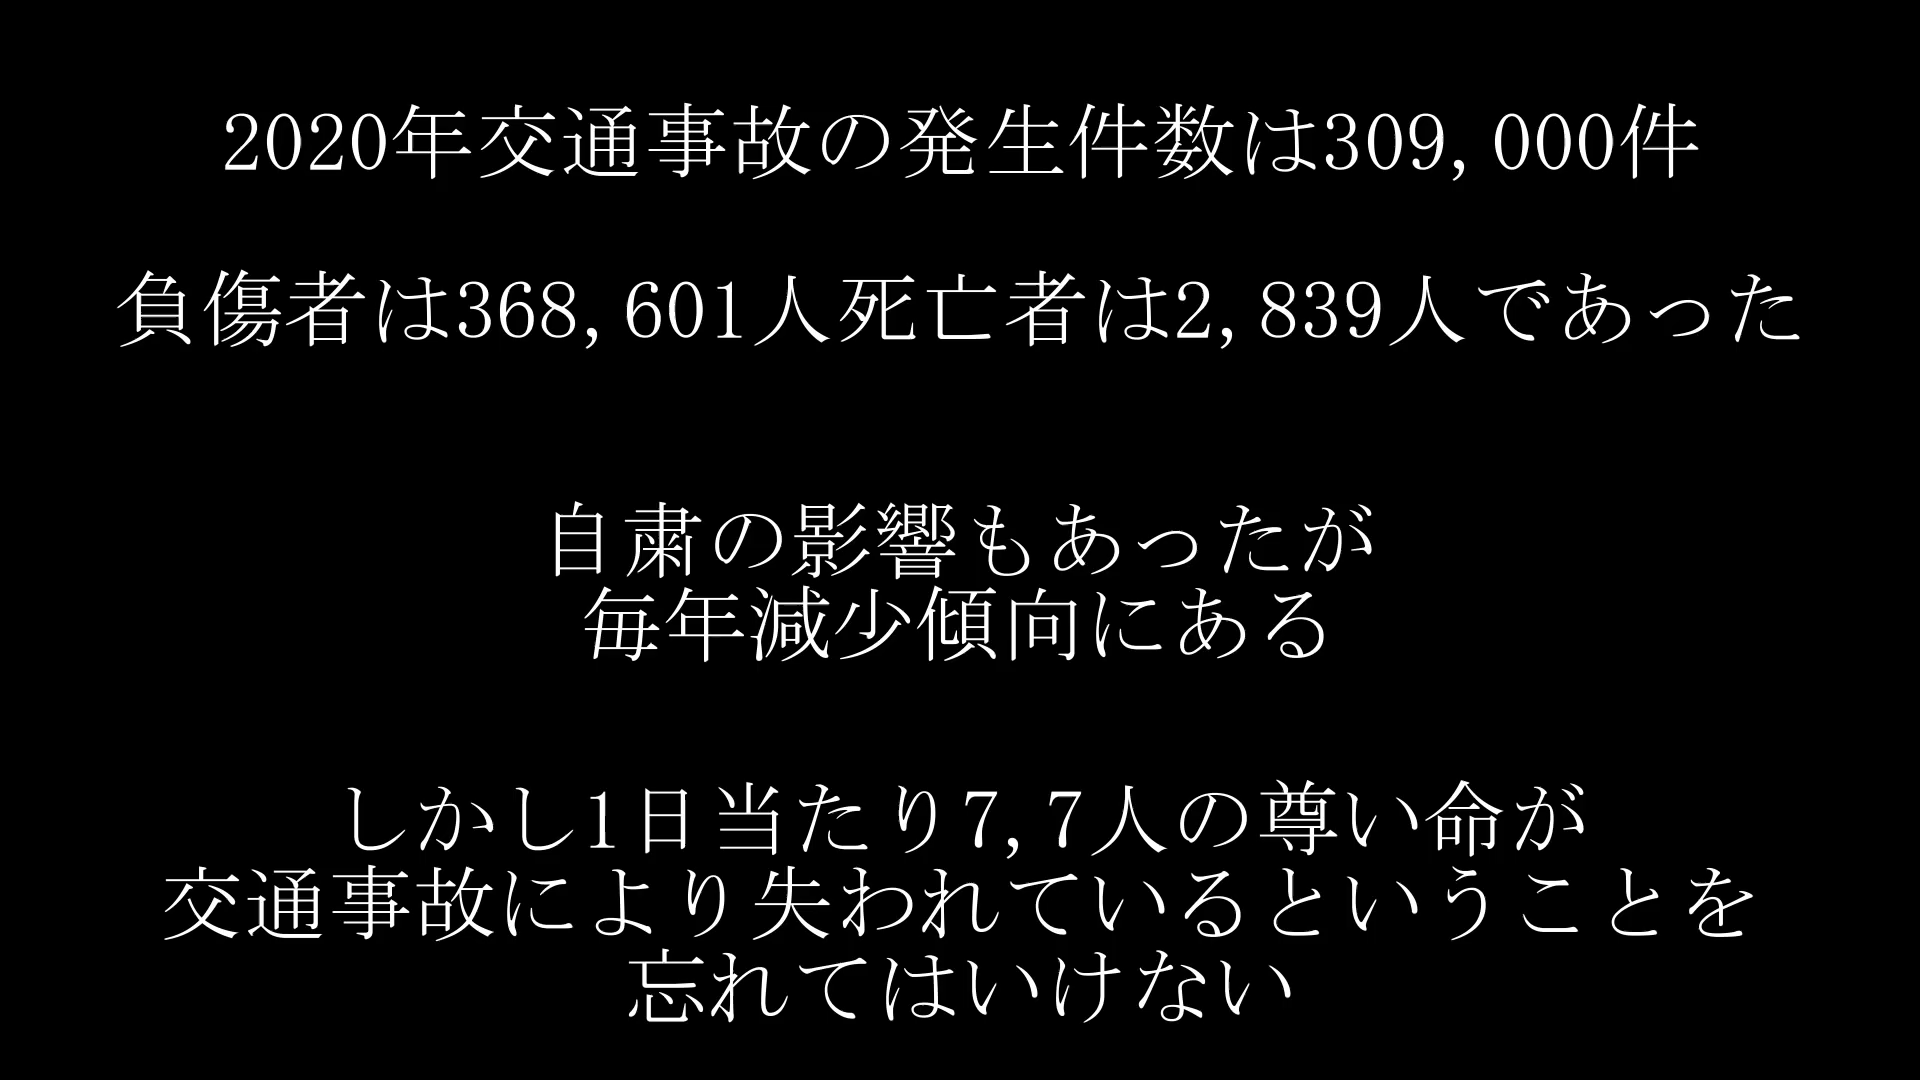 2020年交通事故の発生件数は309,000件
負傷者は368,601人死亡者は2,839人であった
自粛の影響もあったが
毎年減少傾向にある
しかし1日当たり7,7人の尊い命が
交通事故により失われているということを
忘れてはいけない